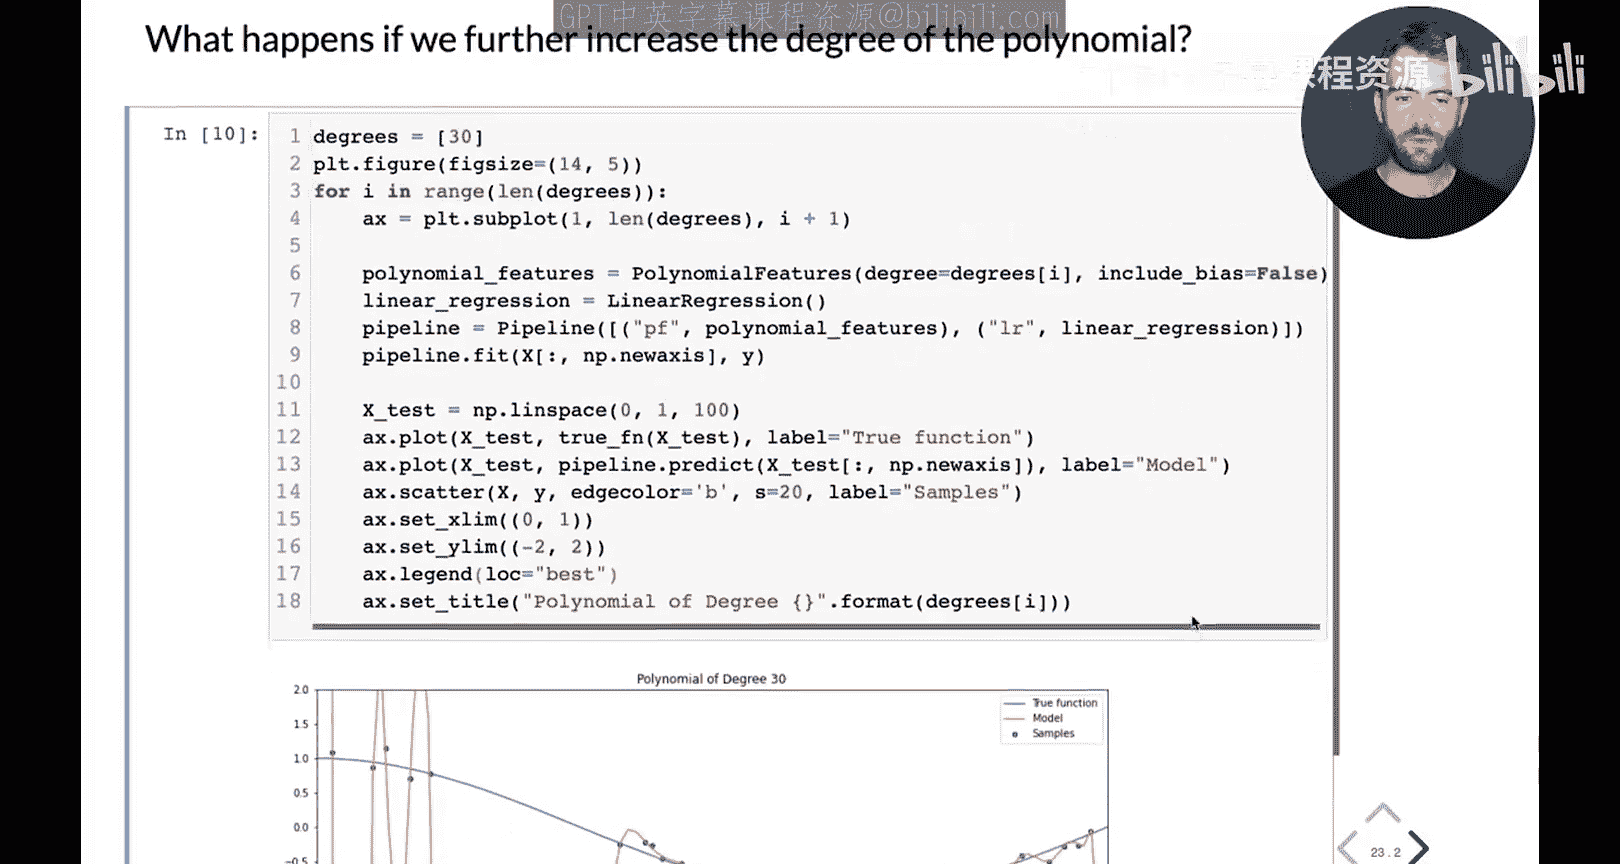 GPT中英字幕课程资源@bilibili.com
What happens if we further increase the degree of the polynomial?
课程资源 bilibili
In [10]:
1 degrees = [30]
2 plt.figure(figsize=(14, 5))
3 for i in range(len(degrees)):
4     ax = plt.subplot(1, len(degrees), i + 1)
5
6     polynomial_features = PolynomialFeatures(degree=degrees[i], include_bias=False)
7     linear_regression = LinearRegression()
8     pipeline = Pipeline([("pf", polynomial_features), ("lr", linear_regression)])
9     pipeline.fit(X[:, np.newaxis], y)
10
11     X_test = np.linspace(0, 1, 100)
12     ax.plot(X_test, true_fn(X_test), label="True function")
13     ax.plot(X_test, pipeline.predict(X_test[:, np.newaxis]), label="Model")
14     ax.scatter(X, y, edgecolor='b', s=20, label="Samples")
15     ax.set_xlim((0, 1))
16     ax.set_ylim((-2, 2))
17     ax.legend(loc="best")
18     ax.set_title("Polynomial of Degree {}".format(degrees[i]))
Polynomial of Degree 30
2.0
1.5
1.0
0.5
0.0
-0.5
True function
Model
Samples
23.2